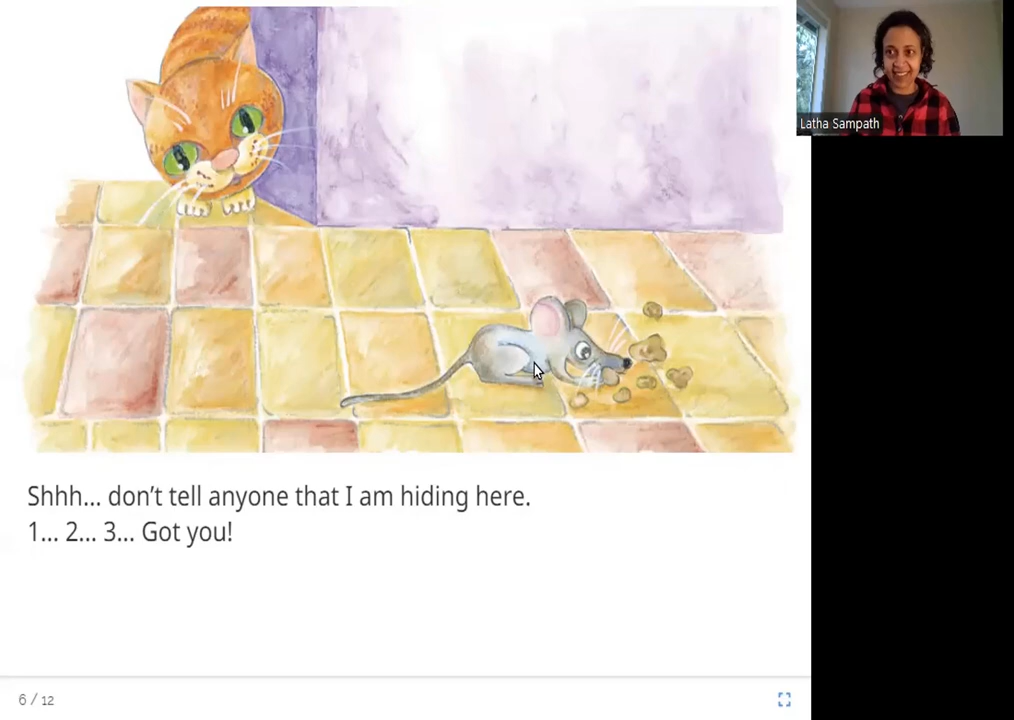 Latha Sampath
Shhh... don’t tell anyone that I am hiding here.
1... 2... 3... Got you!
6 / 12